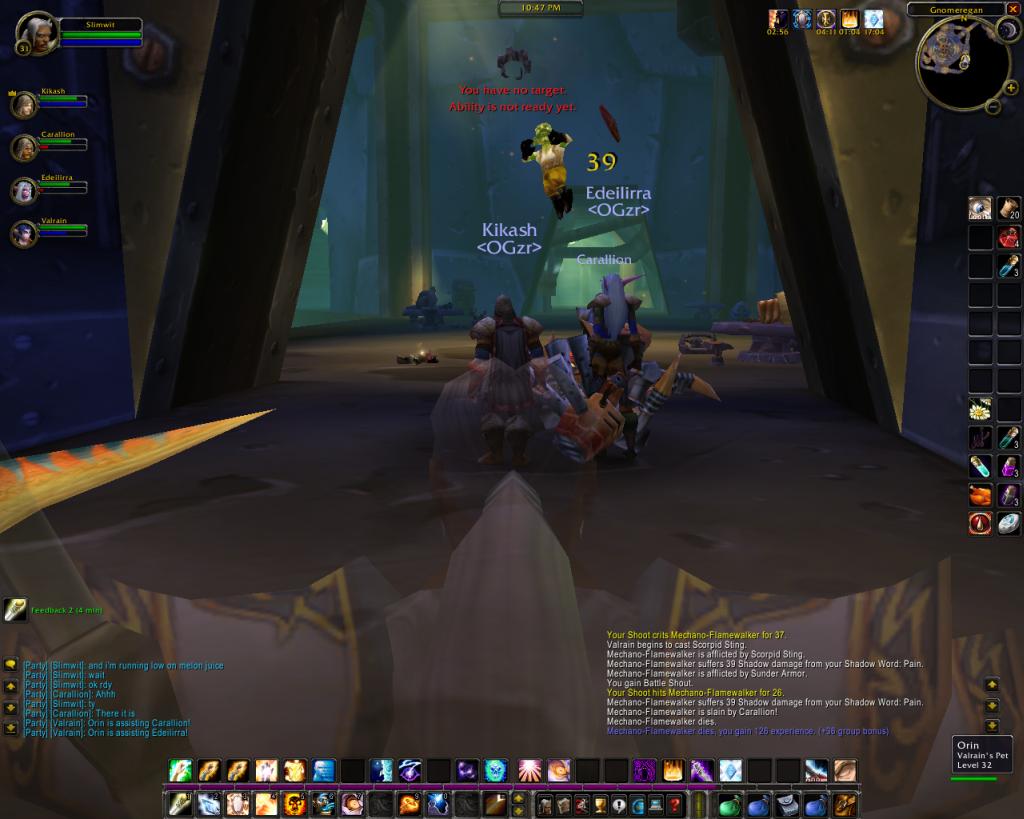 Slimwit
31
10:47 PM
Gnomeregan
N
02:56
04:11
01:04
17:04
Kikash
Carallion
Edeilirra
Valrain
You have no target.
Ability is not ready yet.
39
Edeilirra
<OGzr>
Kikash
<OGzr>
Carallion
20
4
3
3
3
3
Feedback 2 (4 min)
[Party] [Slimwit]: and i'm running low on melon juice
[Party] [Slimwit]: wait
[Party] [Slimwit]: ok rdy
[Party] [Carallion]: Ahhh
[Party] [Slimwit]: ty
[Party] [Carallion]: There it is
[Party] [Valrain]: Orin is assisting Carallion!
[Party] [Valrain]: Orin is assisting Edeilirra!
Your Shoot crits Mechano-Flamewalker for 37.
Valrain begins to cast Scorpid Sting.
Mechano-Flamewalker is afflicted by Scorpid Sting.
Mechano-Flamewalker suffers 39 Shadow damage from your Shadow Word: Pain.
Mechano-Flamewalker is afflicted by Sunder Armor.
You gain Battle Shout.
Your Shoot hits Mechano-Flamewalker for 26.
Mechano-Flamewalker suffers 39 Shadow damage from your Shadow Word: Pain.
Mechano-Flamewalker is slain by Carallion!
Mechano-Flamewalker dies.
Mechano-Flamewalker dies, you gain 126 experience. (+36 group bonus)
Orin
Valrain's Pet
Level 32